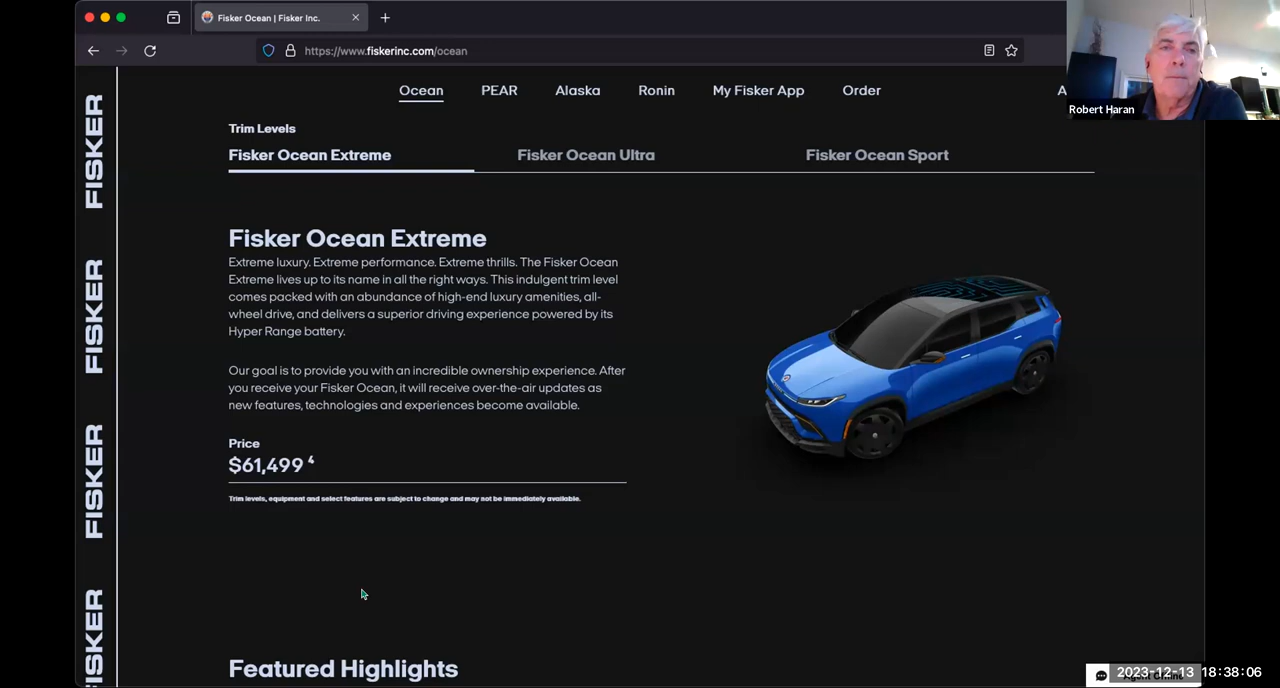 Fisker Ocean | Fisker Inc.
https://www.fiskerinc.com/ocean
Robert Haran
Ocean PEAR Alaska Ronin My Fisker App Order A
FISKER
FISKER
FISKER
FISKER
Trim Levels
Fisker Ocean Extreme Fisker Ocean Ultra Fisker Ocean Sport
Fisker Ocean Extreme
Extreme luxury. Extreme performance. Extreme thrills. The Fisker Ocean
Extreme lives up to its name in all the right ways. This indulgent trim level
comes packed with an abundance of high-end luxury amenities, all-
wheel drive, and delivers a superior driving experience powered by its
Hyper Range battery.
Our goal is to provide you with an incredible ownership experience. After
you receive your Fisker Ocean, it will receive over-the-air updates as
new features, technologies and experiences become available.
Price
$61,499 4
Trim levels, equipment and select features are subject to change and may not be immediately available.
Featured Highlights
2023-12-13 18:38:06